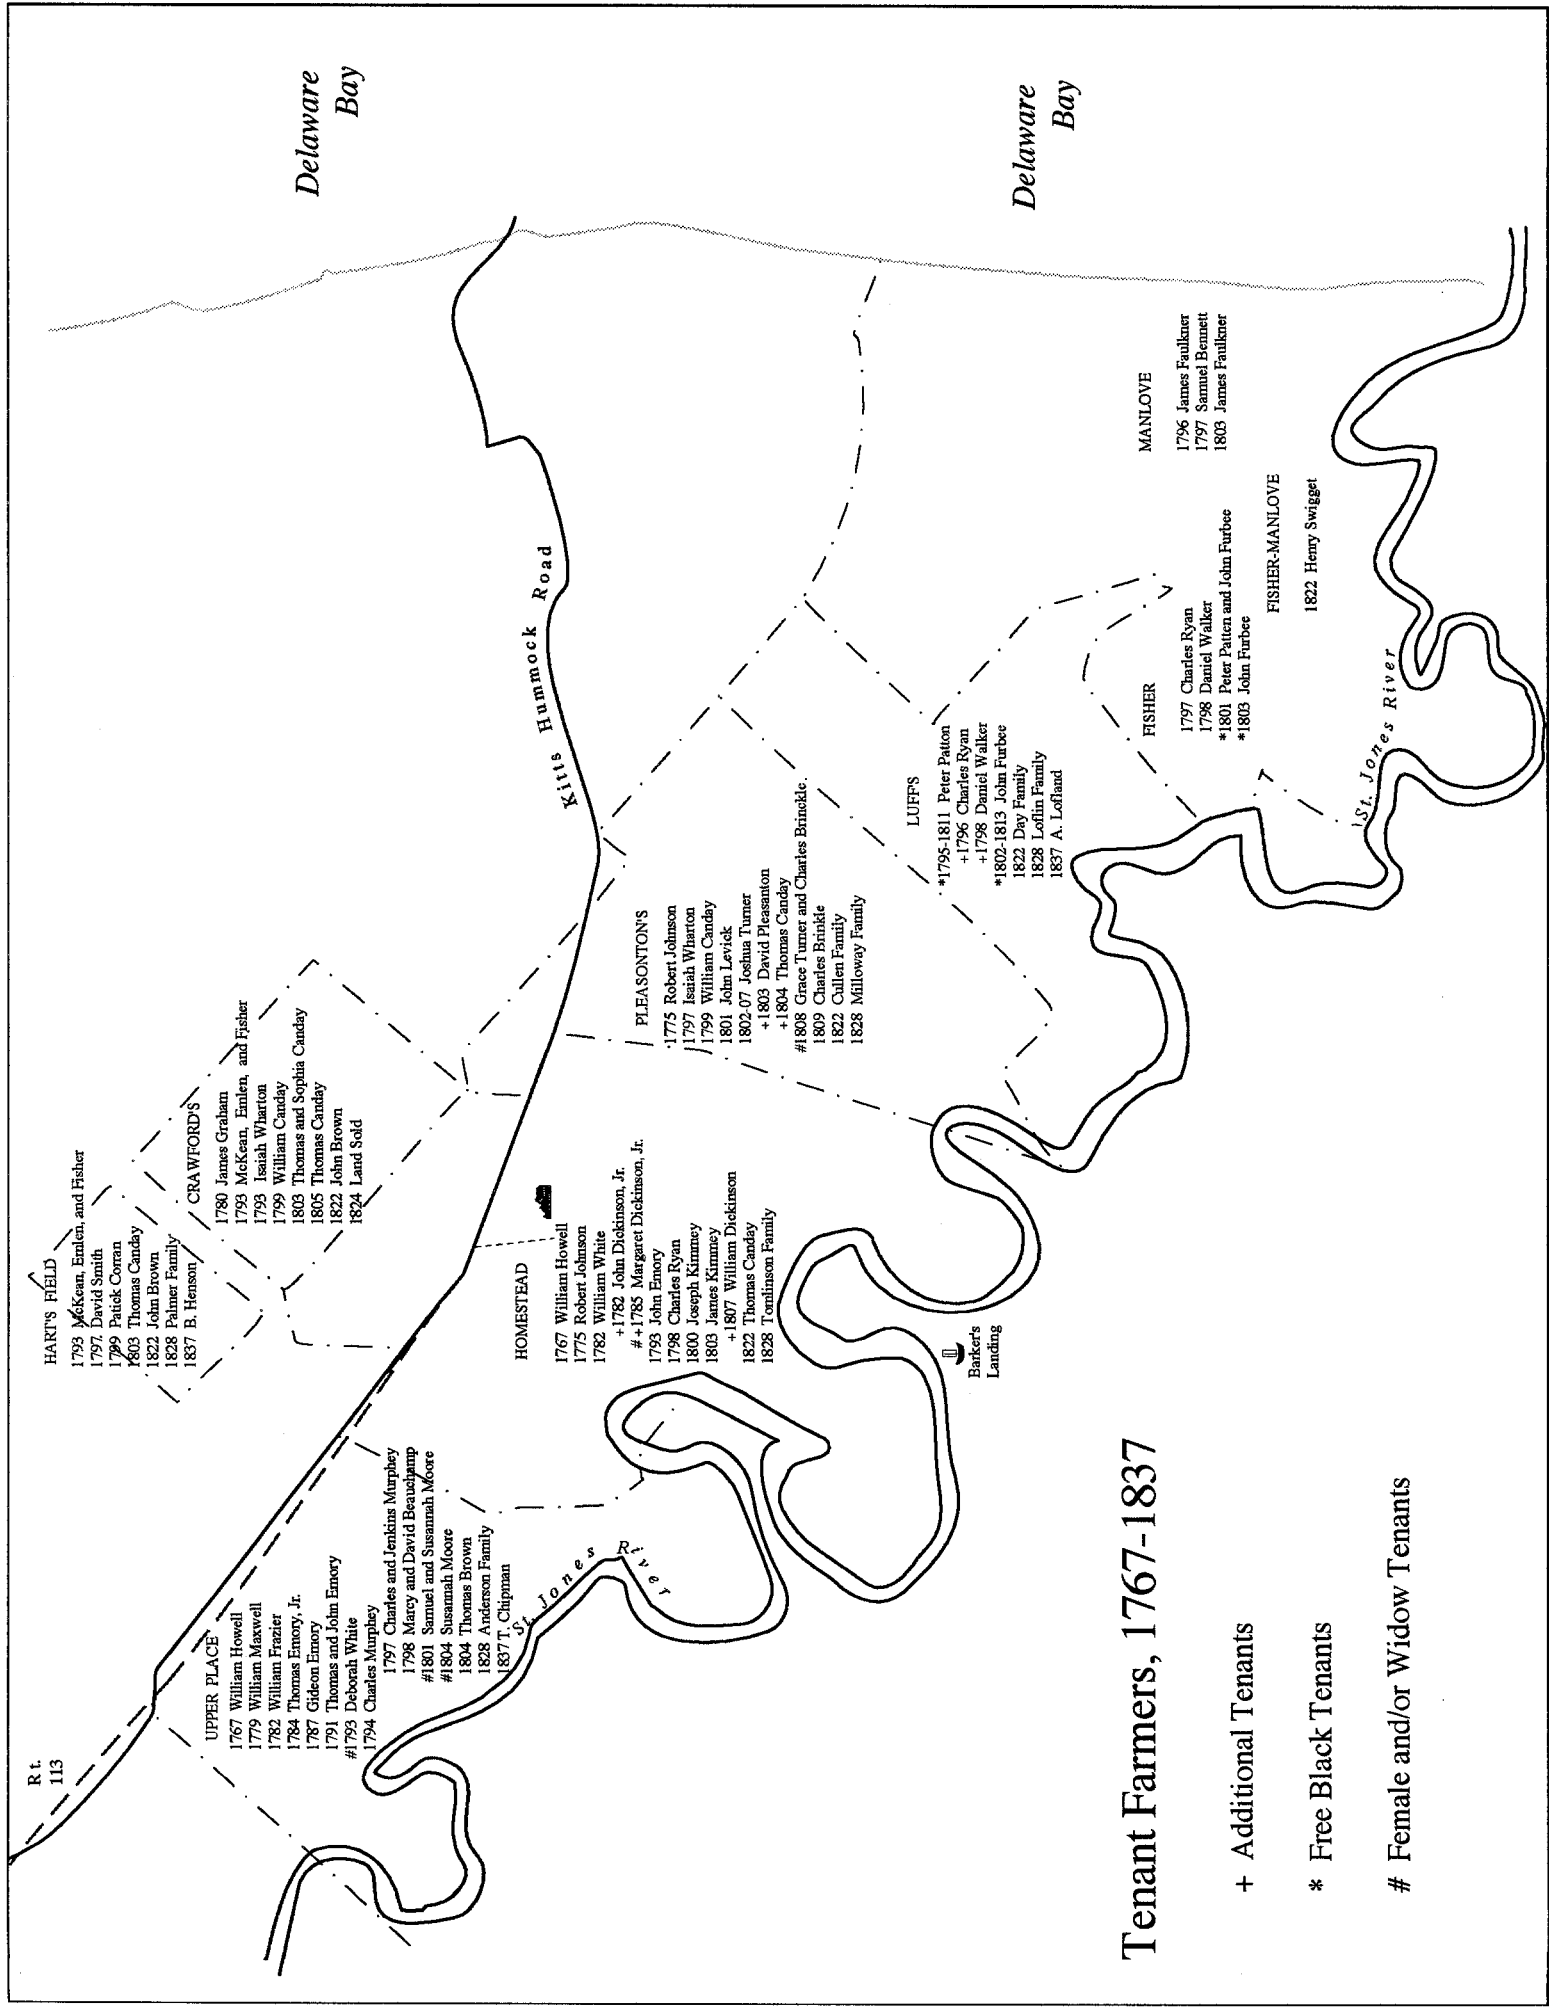 Rt.
113
HART'S FIELD
1793 McKean, Emlen, and Fisher
1797 David Smith
1799 Patick Corran
1803 Thomas Canday
1822 John Brown
1828 Palmer Family
1837 B. Henson
CRAWFORD'S
1780 James Graham
1793 McKean, Emlen, and Fisher
1793 Isaiah Wharton
1799 William Canday
1803 Thomas and Sophia Canday
1805 Thomas Canday
1822 John Brown
1824 Land Sold
Delaware
Bay
UPPER PLACE
1767 William Howell
1779 William Maxwell
1782 William Frazier
1784 Thomas Emory, Jr.
1787 Gideon Emory
1791 Thomas and John Emory
#1793 Deborah White
1794 Charles Murphey
1797 Charles and Jenkins Murphey
1798 Marcy and David Beauchamp
#1801 Samuel and Susannah Moore
#1804 Susannah Moore
1804 Thomas Brown
1828 Anderson Family
1837 T. Chipman
St. Jones River
HOMESTEAD
1767 William Howell
1775 Robert Johnson
1782 William White
+1782 John Dickinson, Jr.
#+1785 Margaret Dickinson, Jr.
1793 John Emory
1798 Charles Ryan
1800 Joseph Kimmey
1803 James Kimmey
+1807 William Dickinson
1822 Thomas Canday
1828 Tomlinson Family
Kitts Hummock Road
PLEASONTON'S
1775 Robert Johnson
1797 Isaiah Wharton
1799 William Canday
1801 John Levick
1802-07 Joshua Turner
+1803 David Pleasanton
+1804 Thomas Canday
#1808 Grace Turner and Charles Brinckle
1809 Charles Brinkle
1822 Cullen Family
1828 Milloway Family
LUFF'S
*1795-1811 Peter Patton
+1796 Charles Ryan
+1798 Daniel Walker
*1802-1813 John Furbee
1822 Day Family
1828 Loflin Family
1837 A. Lofland
Barker's
Landing
Delaware
Bay
FISHER
1797 Charles Ryan
1798 Daniel Walker
*1801 Peter Patten and John Furbee
*1803 John Furbee
MANLOVE
1796 James Faulkner
1797 Samuel Bennett
1803 James Faulkner
FISHER-MANLOVE
1822 Henry Swigget
St. Jones River
Tenant Farmers, 1767-1837
+ Additional Tenants
* Free Black Tenants
# Female and/or Widow Tenants